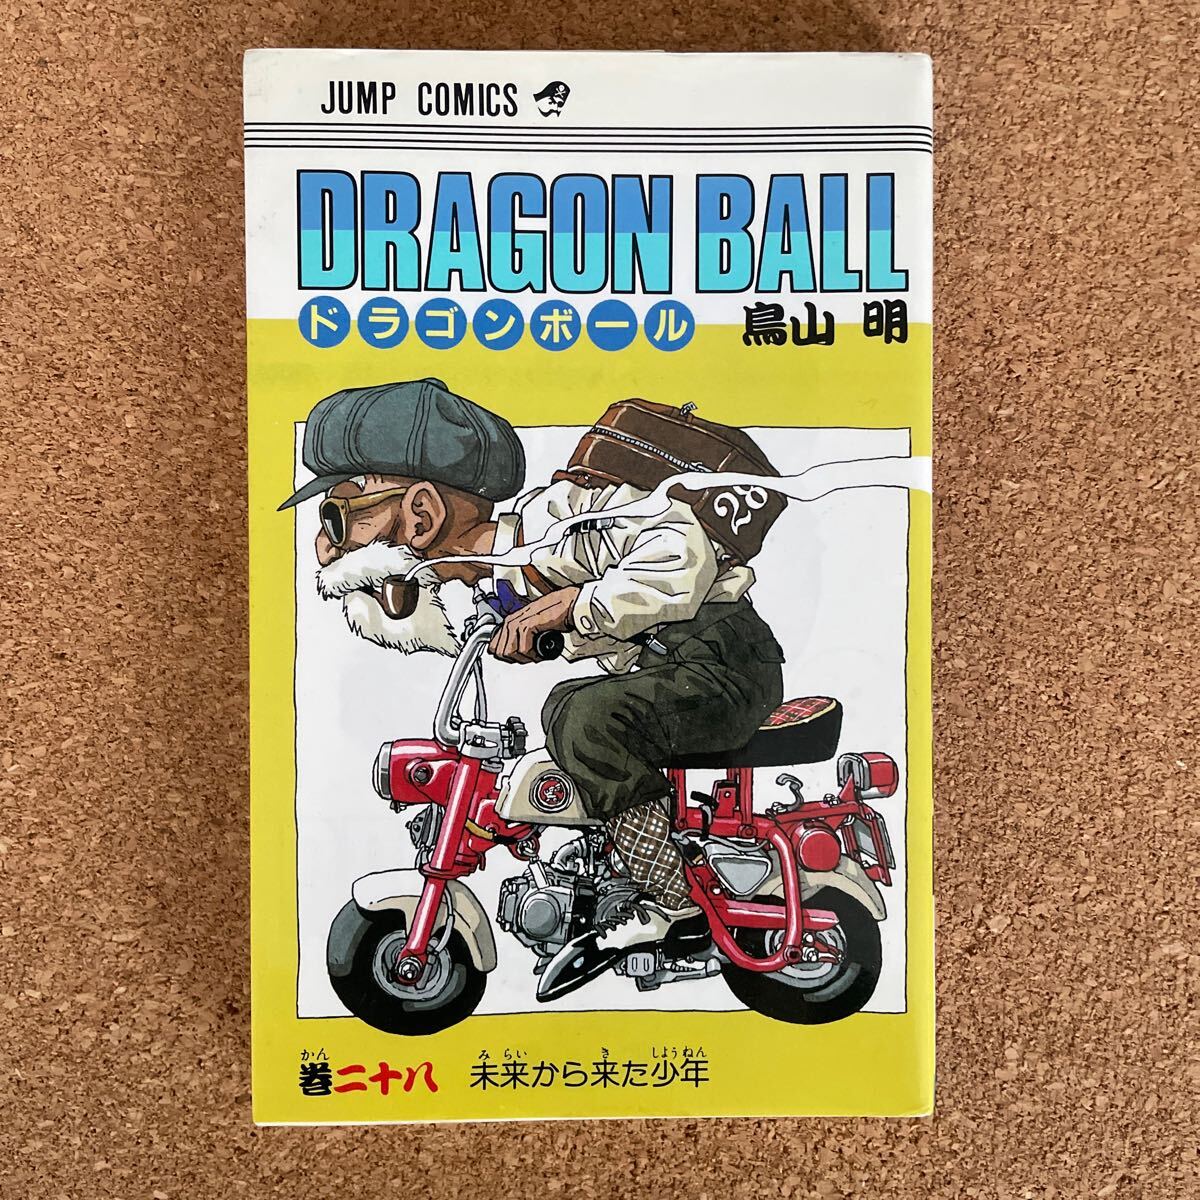 JUMP COMICS
DRAGON BALL
ドラゴンボール
鳥山 明
28
かん
巻二十八
みらい き しょうねん
未来から来た少年